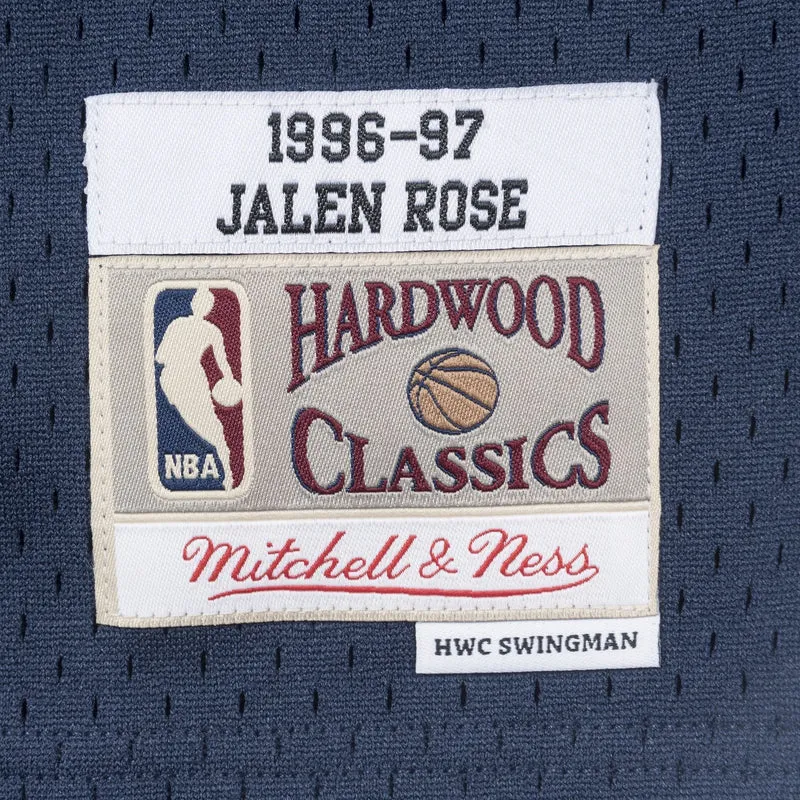 1996-97
JALEN ROSE
HARDWOOD
CLASSICS
NBA
Mitchell & Ness
HWC SWINGMAN